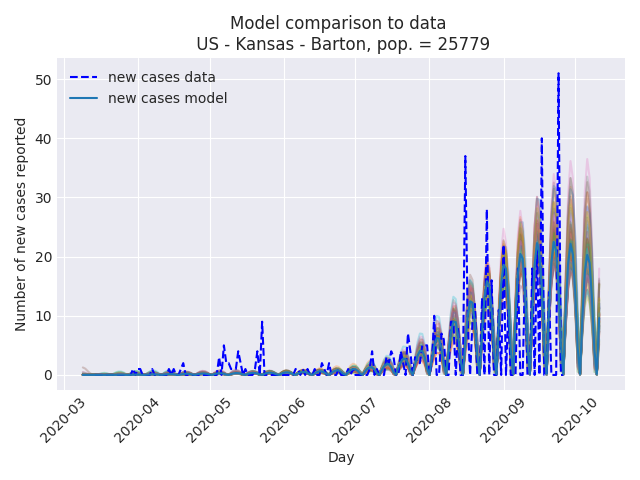 Model comparison to data
US - Kansas - Barton, pop. = 25779
new cases data
new cases model
Number of new cases reported
50
40
30
20
10
0
2020-03
2020-04
2020-05
2020-06
2020-07
2020-08
2020-09
2020-10
Day